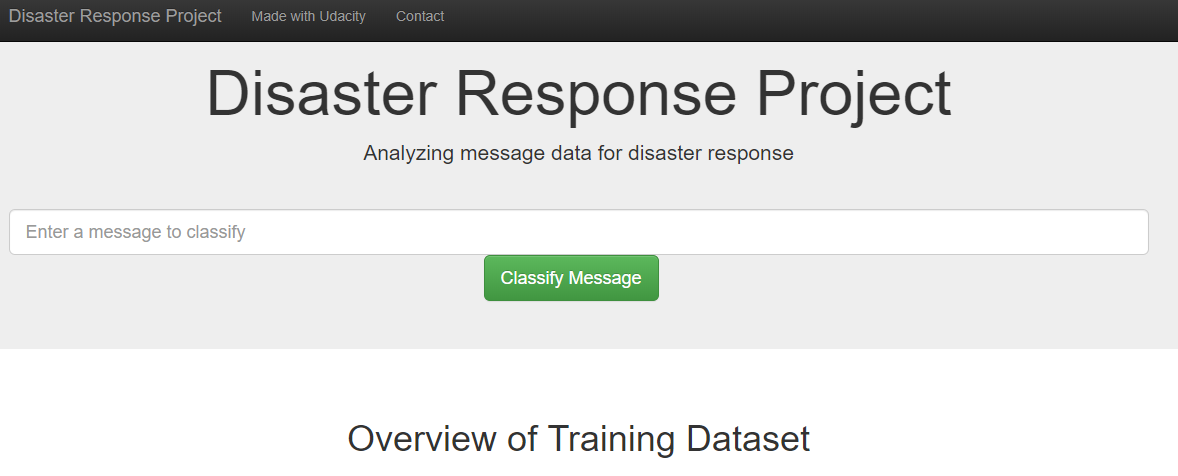 Disaster Response Project Made with Udacity Contact
Disaster Response Project
Analyzing message data for disaster response
Enter a message to classify
Classify Message
Overview of Training Dataset